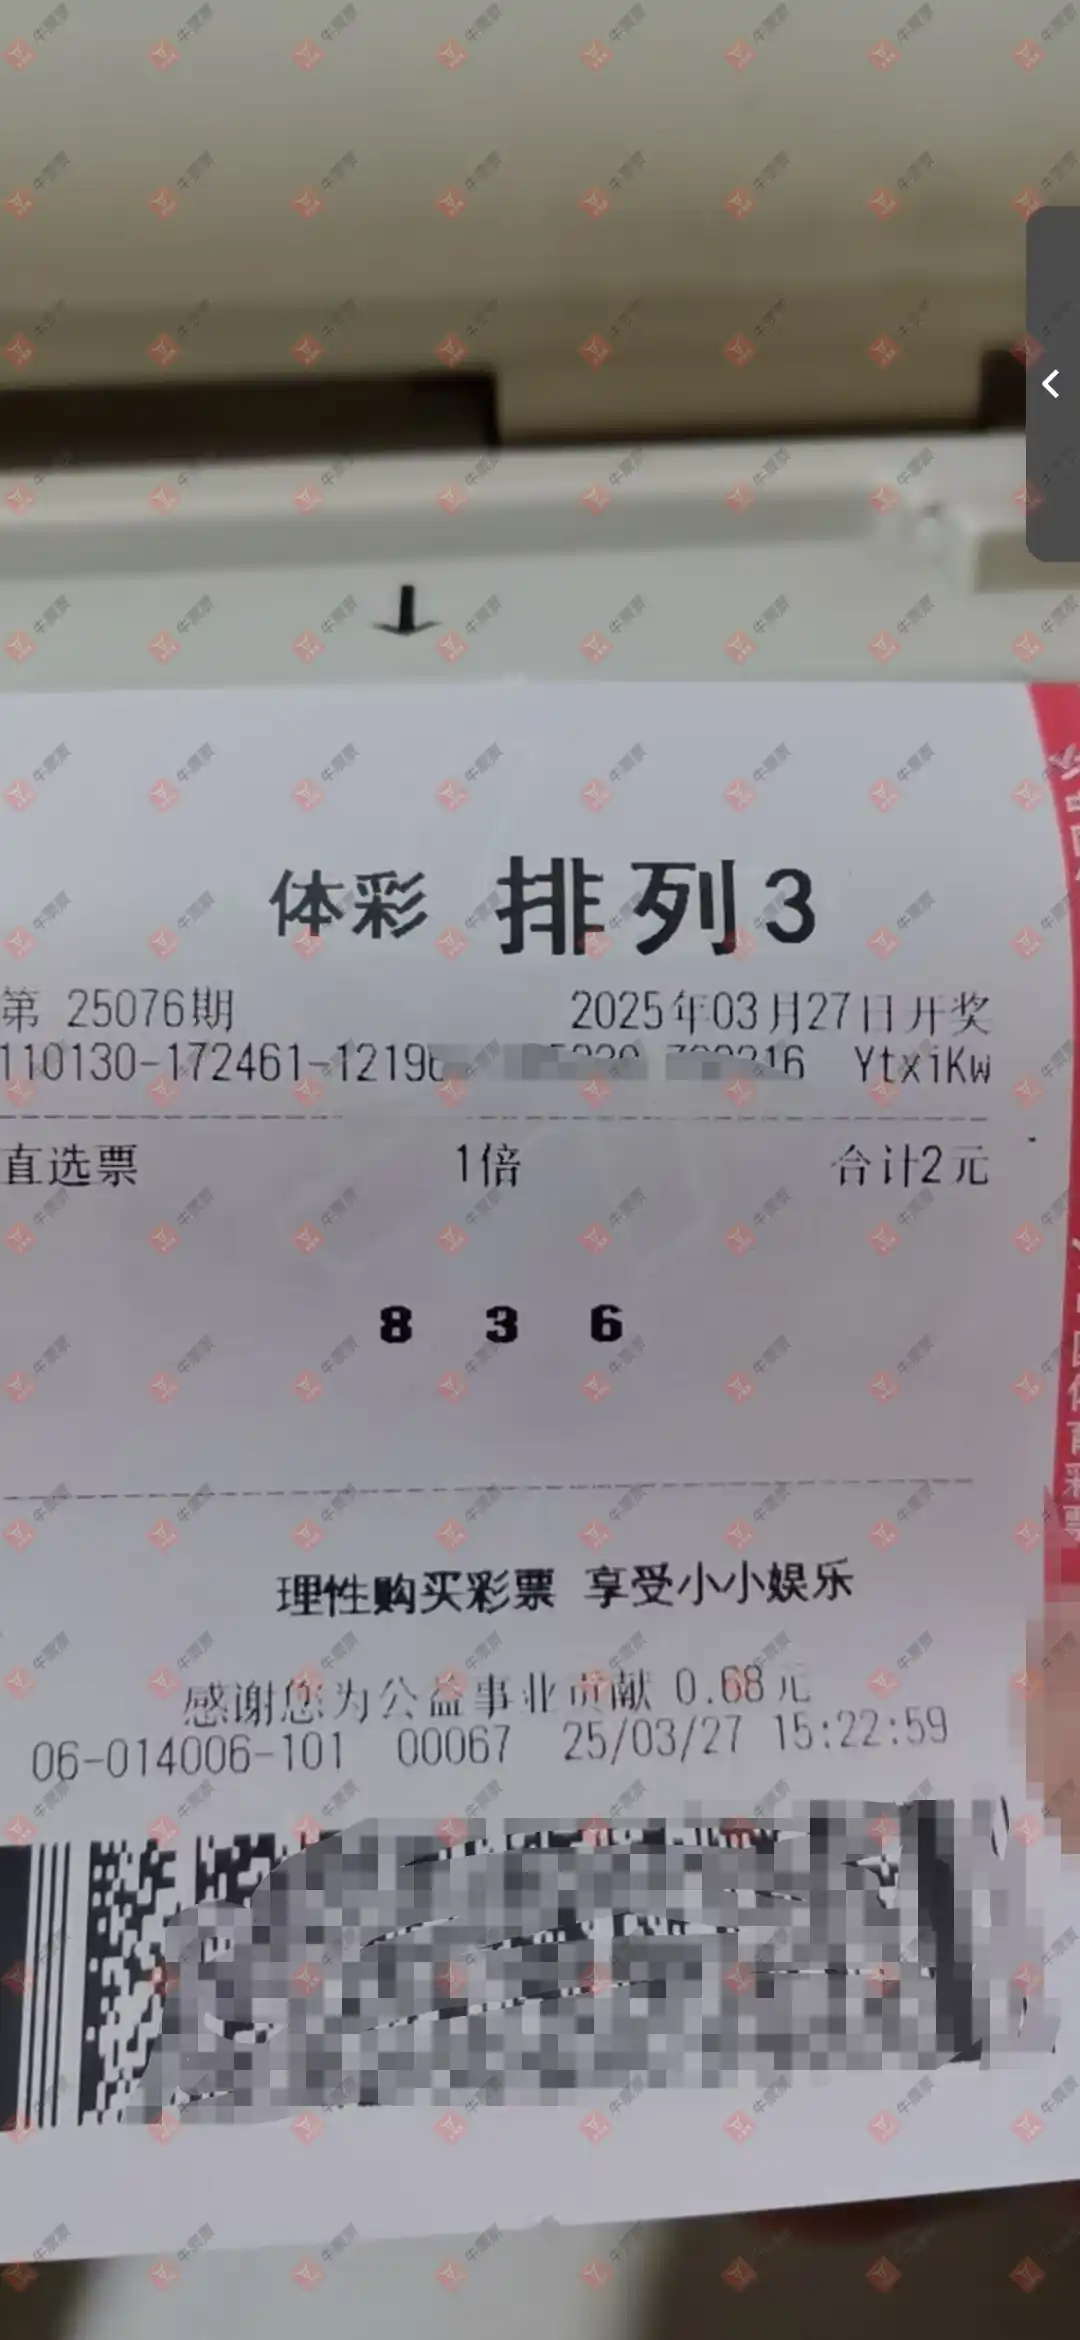 体彩 排列3
第 25076期 2025年03月27日开奖
110130-172461-1219 16 YtxiKw
直选票 1倍 合计2元
8 3 6
理性购买彩票 享受小小娱乐
感谢您为公益事业贡献 0.68元
06-014006-101 00067 25/03/27 15:22:59